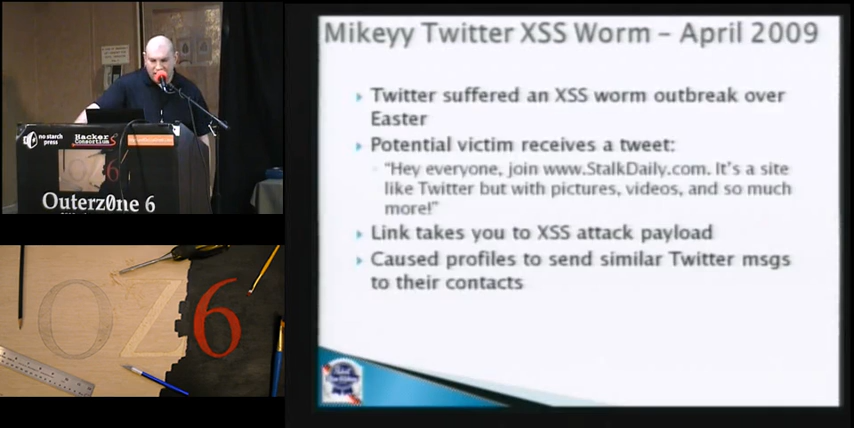 Mikeyy Twitter XSS Worm – April 2009
Twitter suffered an XSS worm outbreak over
Easter
Potential victim receives a tweet:
"Hey everyone, join www.StalkDaily.com. It's a site
like Twitter but with pictures, videos, and so much
more!"
Link takes you to XSS attack payload
Caused profiles to send similar Twitter msgs
to their contacts
no starch
press
Hacker
Consortium
Outerz0ne 6
OZ6